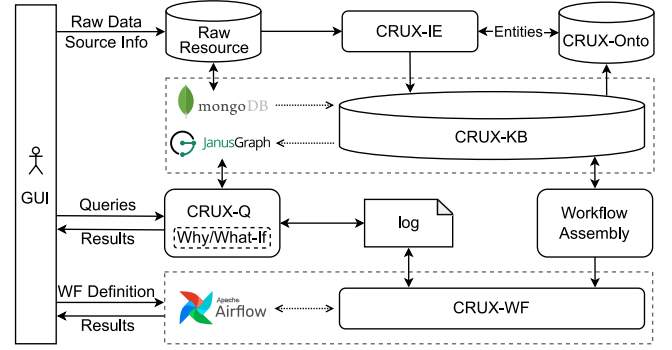 Raw Data
Source Info
Raw
Resource
CRUX-IE
Entities
CRUX-Onto
mongoDB
JanusGraph
CRUX-KB
GUI
Queries
Results
CRUX-Q
Why/What-If
log
Workflow
Assembly
WF Definition
Results
Apache
Airflow
CRUX-WF